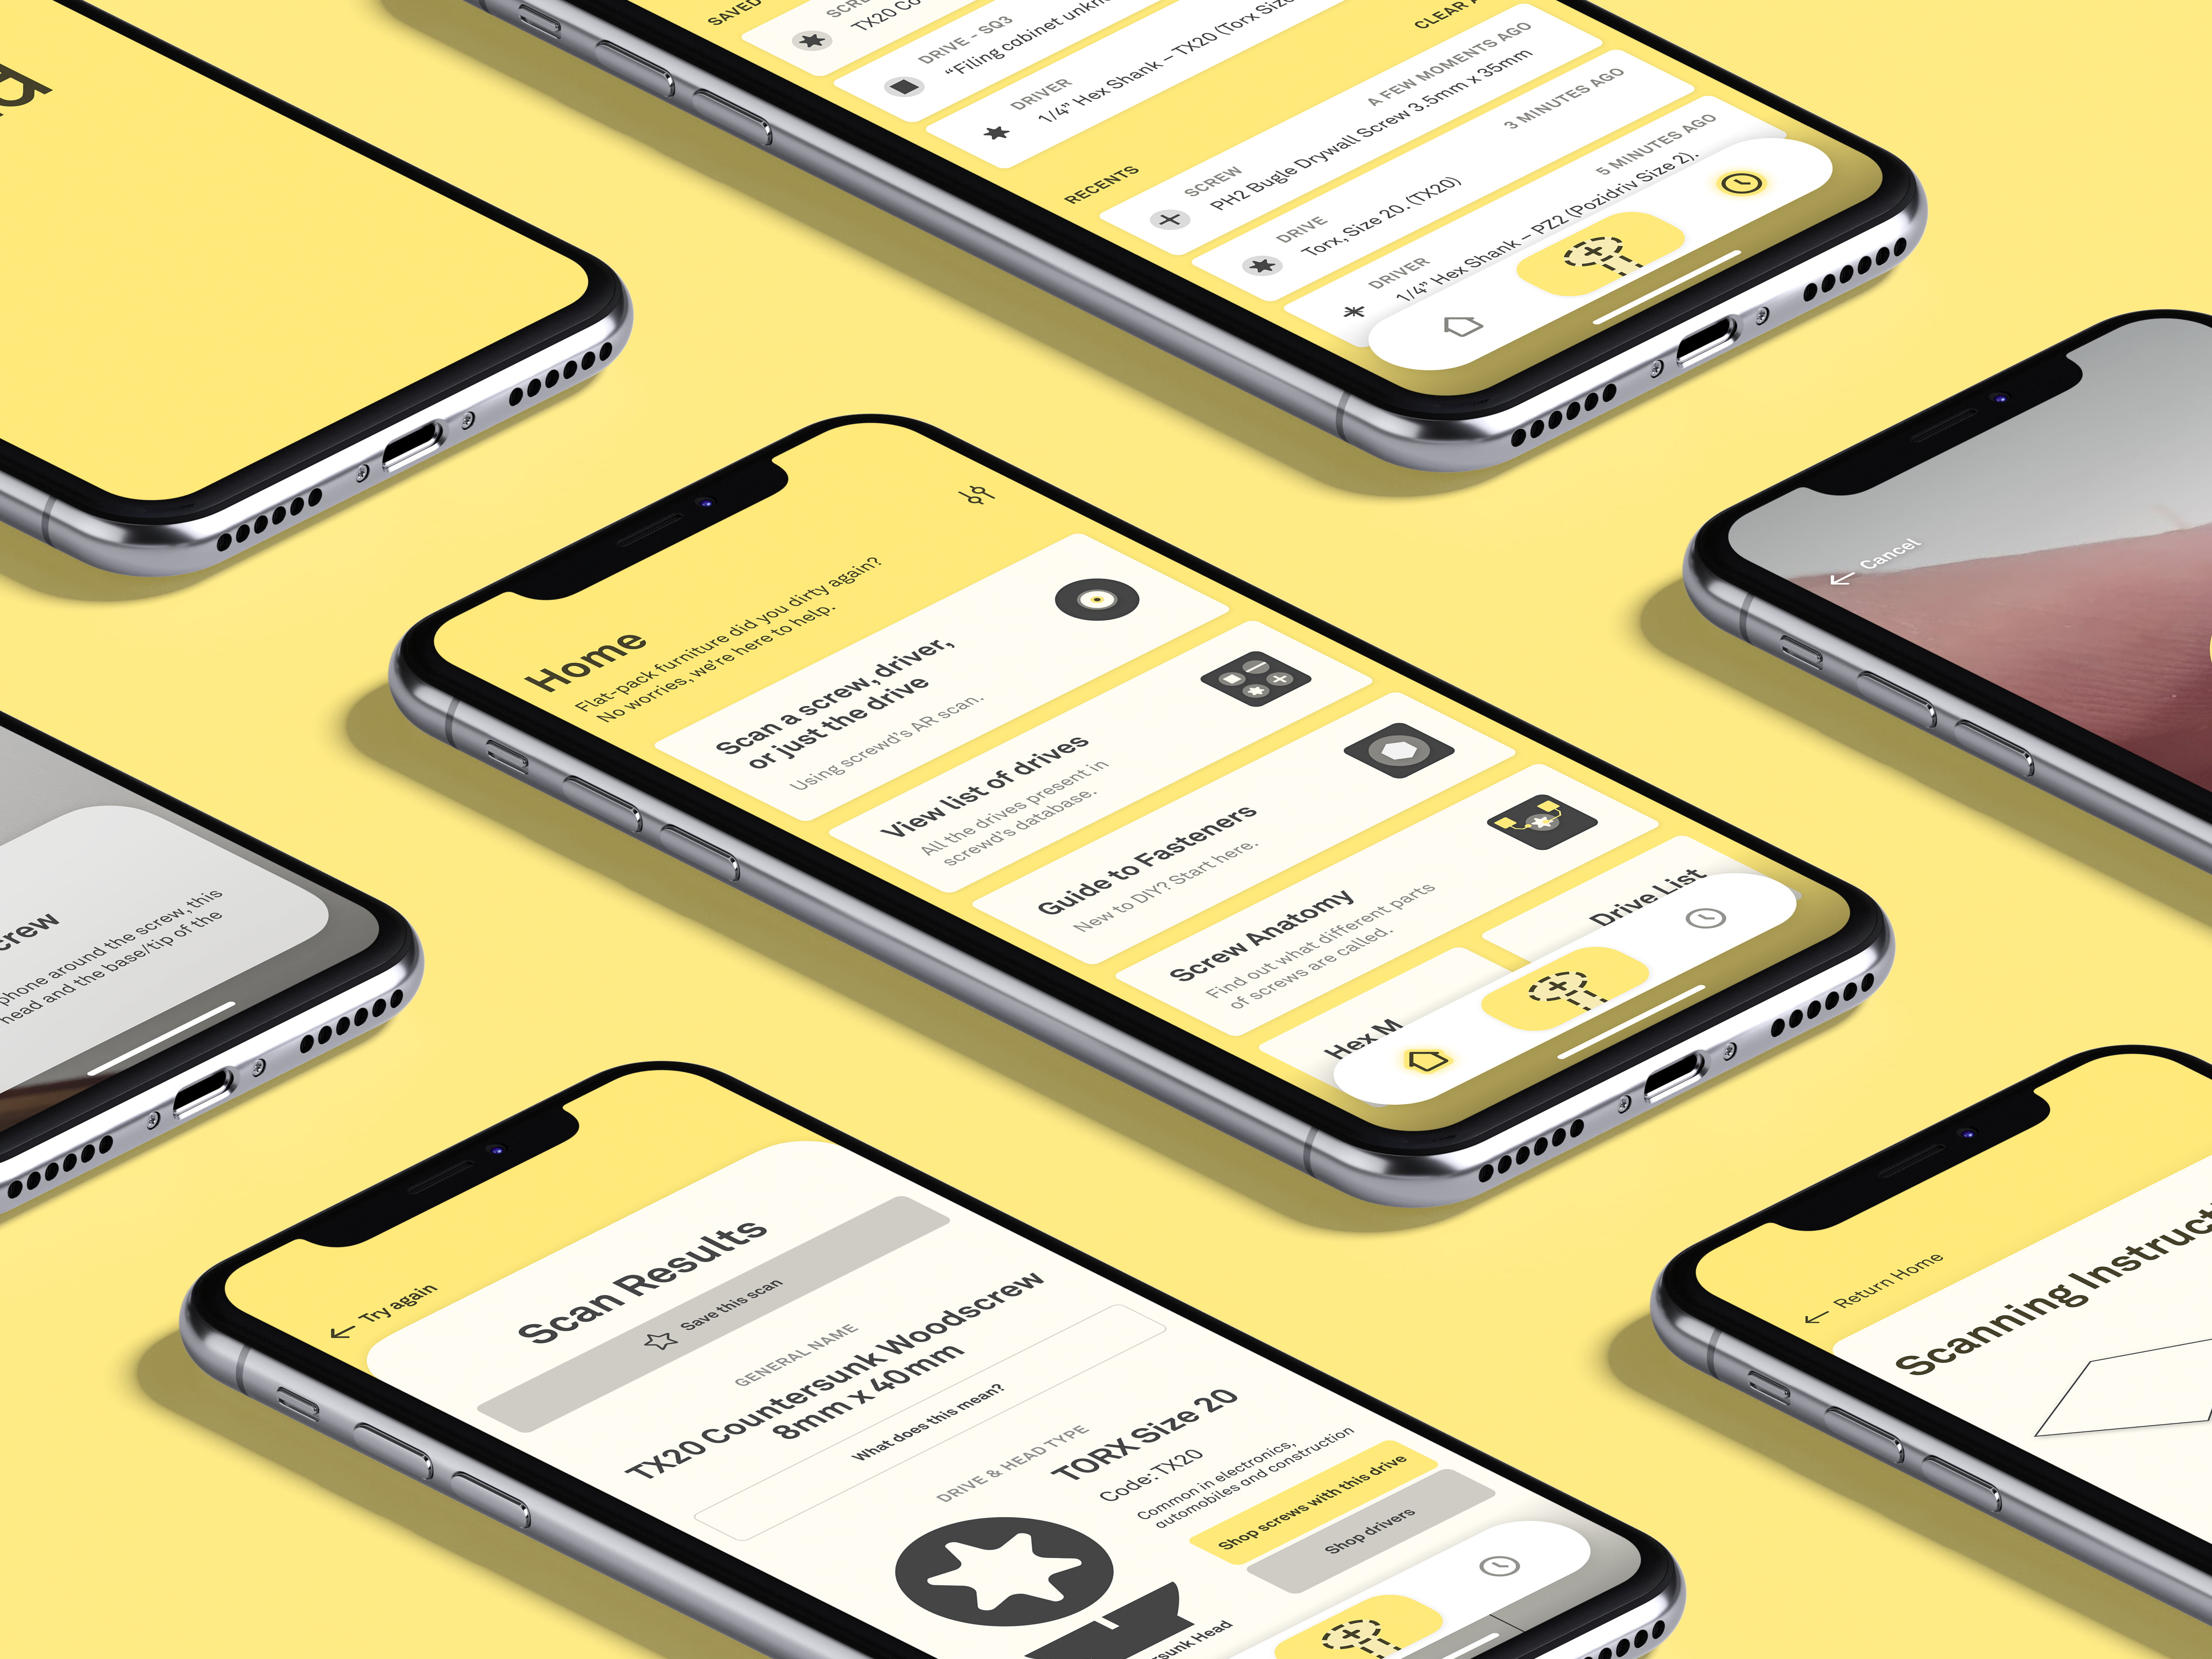 SAVED
TX20
DRIVE - SQ3
“Filing cabinet
DRIVER
1/4” Hex Shank – TX20 (Torx
CLEAR
RECENTS
SCREW
A FEW MOMENTS AGO
PH2 Bugle Drywall Screw 3.5mm x 35mm
DRIVE
3 MINUTES AGO
Torx, Size 20. (TX20)
DRIVER
5 MINUTES AGO
1/4” Hex Shank – PZ2 (Pozidriv Size 2).
Home
Flat-pack furniture did you dirty again?
No worries, we’re here to help.
Scan a screw, driver,
or just the drive
Using screwd’s AR scan.
View list of drives
All the drives present in
screwd’s database.
Guide to Fasteners
New to DIY? Start here.
Screw Anatomy
Find out what different parts
of screws are called.
Hex M
Drive List
← Cancel
phone around the screw, this
head and the base/tip of the
← Try again
Scan Results
Save this scan
GENERAL NAME
TX20 Countersunk Woodscrew
8mm x 40mm
What does this mean?
DRIVE & HEAD TYPE
TORX Size 20
Code: TX20
Common in electronics,
automobiles and construction
Shop screws with this drive
Shop drivers
Head
← Return Home
Scanning